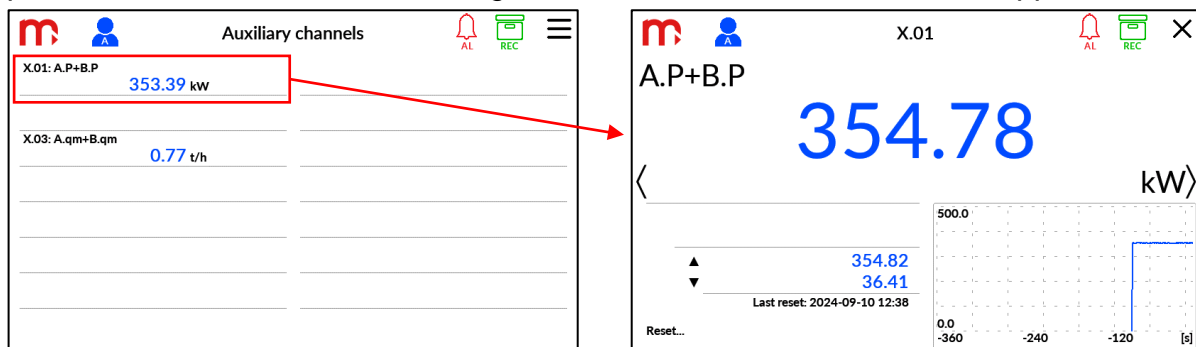 A
Auxiliary channels
AL
REC
X.01: A.P+B.P
353.39 kW
X.03: A.qm+B.qm
0.77 t/h
A
X.01
AL
REC
A.P+B.P
354.78
kW
▲ 354.82
▼ 36.41
Last reset: 2024-09-10 12:38
Reset...
500.0
0.0
-360 -240 -120 [s]